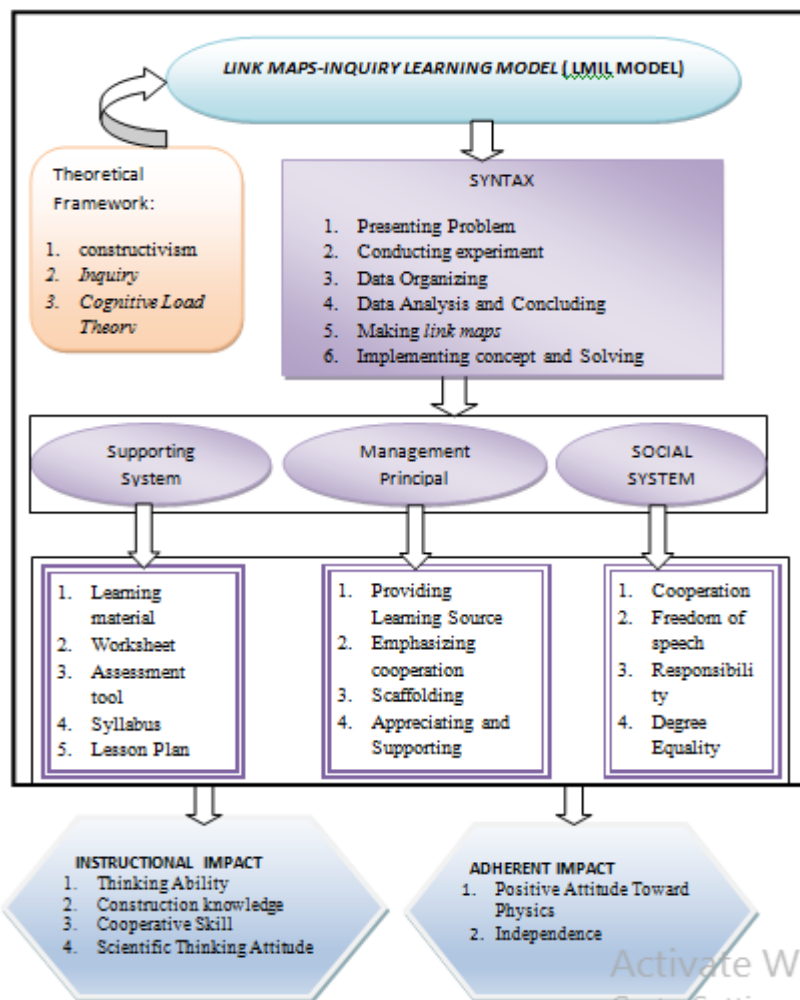 LINK MAPS-INQUIRY LEARNING MODEL ( LMIL MODEL)
Theoretical
Framework:
1. constructivism
2. Inquiry
3. Cognitive Load
Theory
SYNTAX
1. Presenting Problem
2. Conducting experiment
3. Data Organizing
4. Data Analysis and Concluding
5. Making link maps
6. Implementing concept and Solving
Supporting
System
Management
Principal
SOCIAL
SYSTEM
1. Learning
material
2. Worksheet
3. Assessment
tool
4. Syllabus
5. Lesson Plan
1. Providing
Learning Source
2. Emphasizing
cooperation
3. Scaffolding
4. Appreciating and
Supporting
1. Cooperation
2. Freedom of
speech
3. Responsibili
ty
4. Degree
Equality
INSTRUCTIONAL IMPACT
1. Thinking Ability
2. Construction knowledge
3. Cooperative Skill
4. Scientific Thinking Attitude
ADHERENT IMPACT
1. Positive Attitude Toward
Physics
2. Independence
Activate W